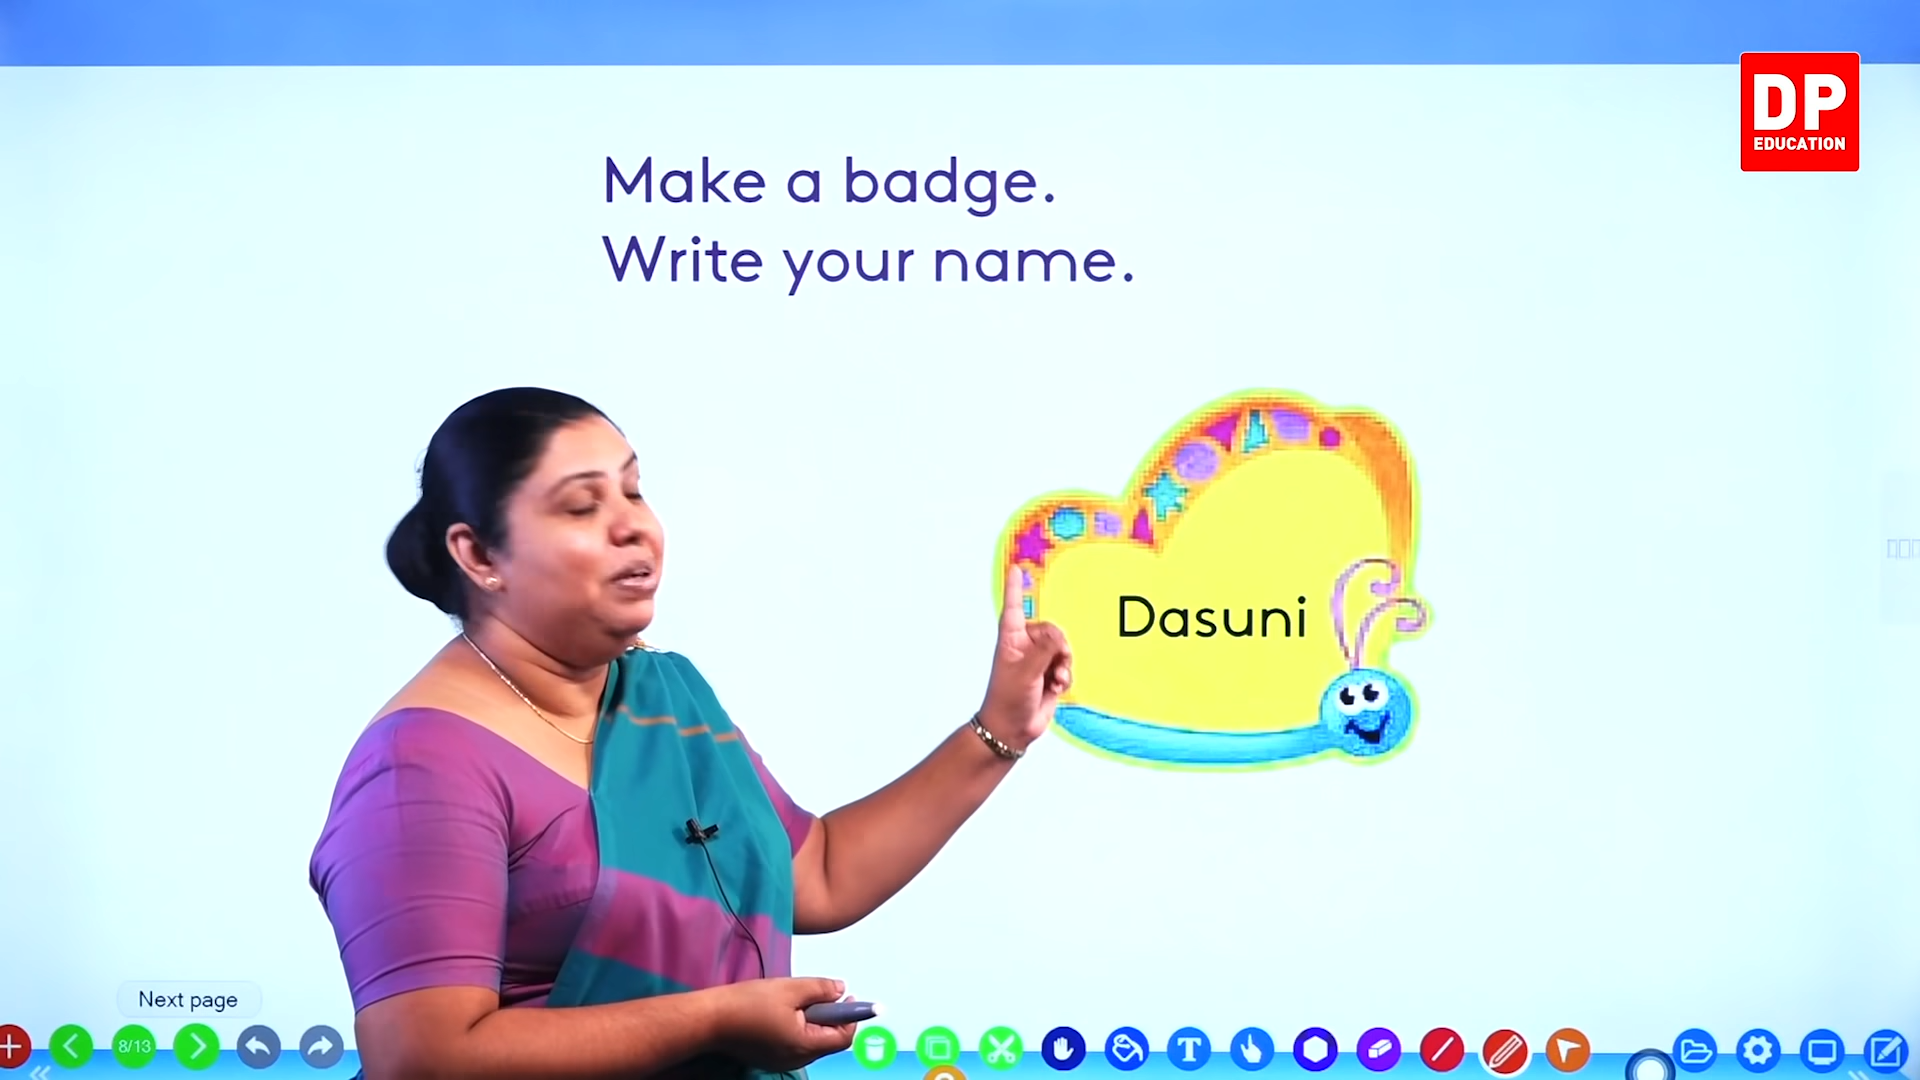 DP
EDUCATION
Make a badge.
Write your name.
Dasuni
Next page
8/13
T